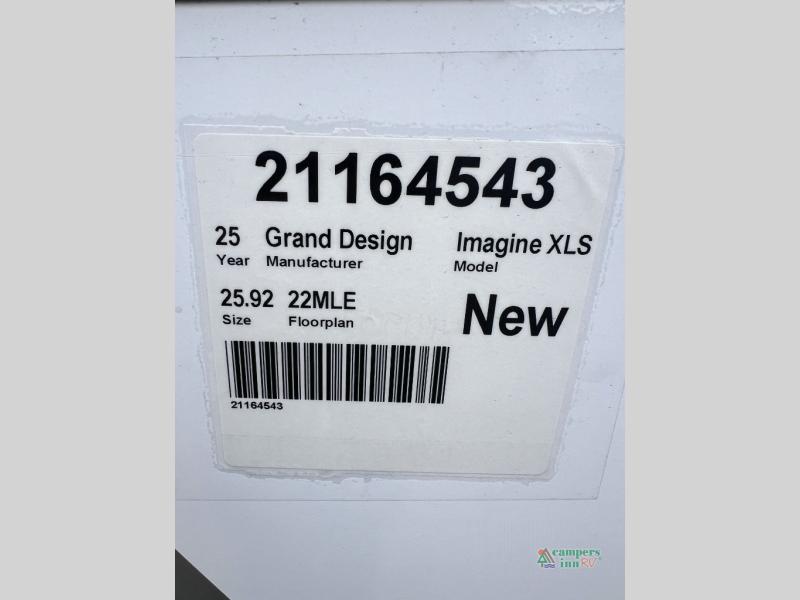 21164543
25 Grand Design Imagine XLS
Year Manufacturer Model
25.92 22MLE New
Size Floorplan
21164543
campers
inn RV